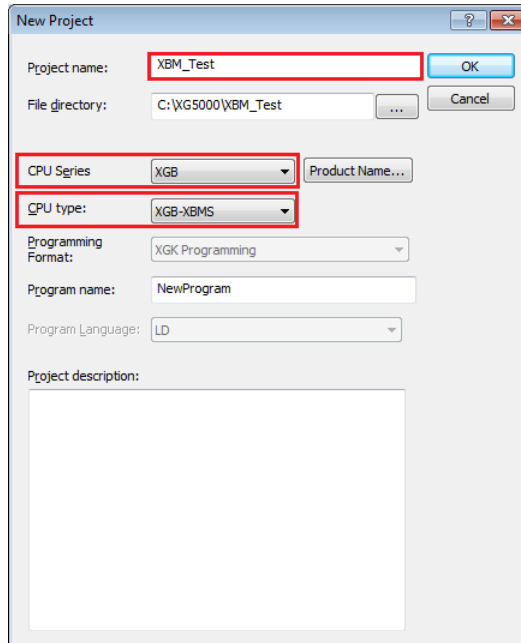 New Project
Project name: XBM_Test OK
File directory: C:\XG5000\XBM_Test ... Cancel
CPU Series XGB Product Name...
CPU type: XGB-XBMS
Programming
Format: XGK Programming
Program name: NewProgram
Program Language: LD
Project description: